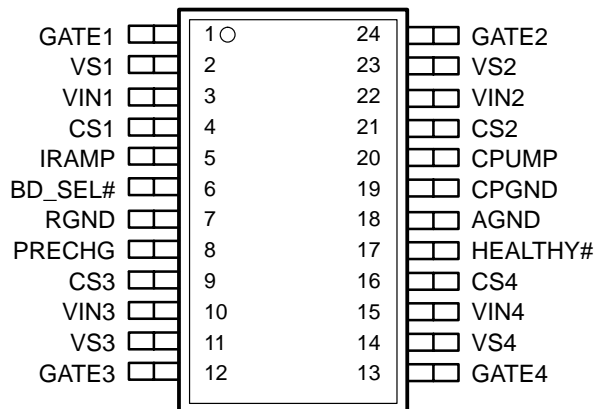 GATE1 1 24 GATE2
VS1 2 23 VS2
VIN1 3 22 VIN2
CS1 4 21 CS2
IRAMP 5 20 CPUMP
BD_SEL# 6 19 CPGND
RGND 7 18 AGND
PRECHG 8 17 HEALTHY#
CS3 9 16 CS4
VIN3 10 15 VIN4
VS3 11 14 VS4
GATE3 12 13 GATE4